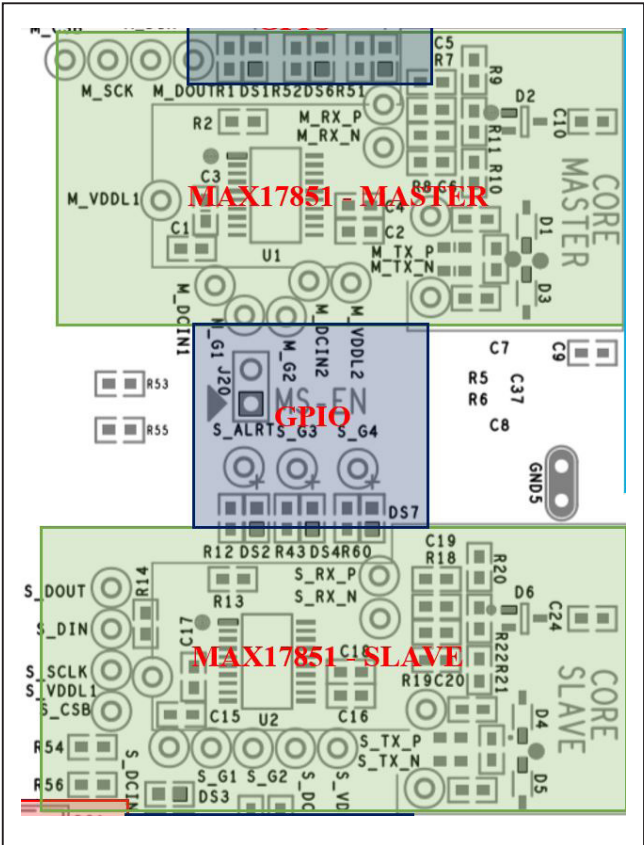 GPIO
M_SCK
M_DOUT
R1 DS1 R52 DS6 R51
C5
R7
R9
D2
C10
R2
M_RX_P
M_RX_N
R11
R10
R8 C6
C3
M_VDDL1
MAX17851 - MASTER
C4
C2
C1
U1
M_TX_P
M_TX_N
D1
D3
CORE
MASTER
M_DCIN1
M_G1
M_G2
M_DCIN2
M_VDDL2
J20
MS-EN
GPIO
C7
C9
R5
R6
C37
C8
R53
R55
GND5
S_ALRT
S_G3
S_G4
DS7
R12 DS2 R43 DS4 R60
C19
R18
R20
D6
C24
S_DOUT
R14
R13
S_RX_P
S_RX_N
S_DIN
C17
C18
MAX17851 - SLAVE
S_SCLK
S_VDDL1
S_CSB
R22 R21
R19 C20
CORE
SLAVE
C15
U2
C16
D4
D5
R54
R56
S_TX_P
S_TX_N
S_DCIN
S_G1
S_G2
S_DC
S_VD
DS3